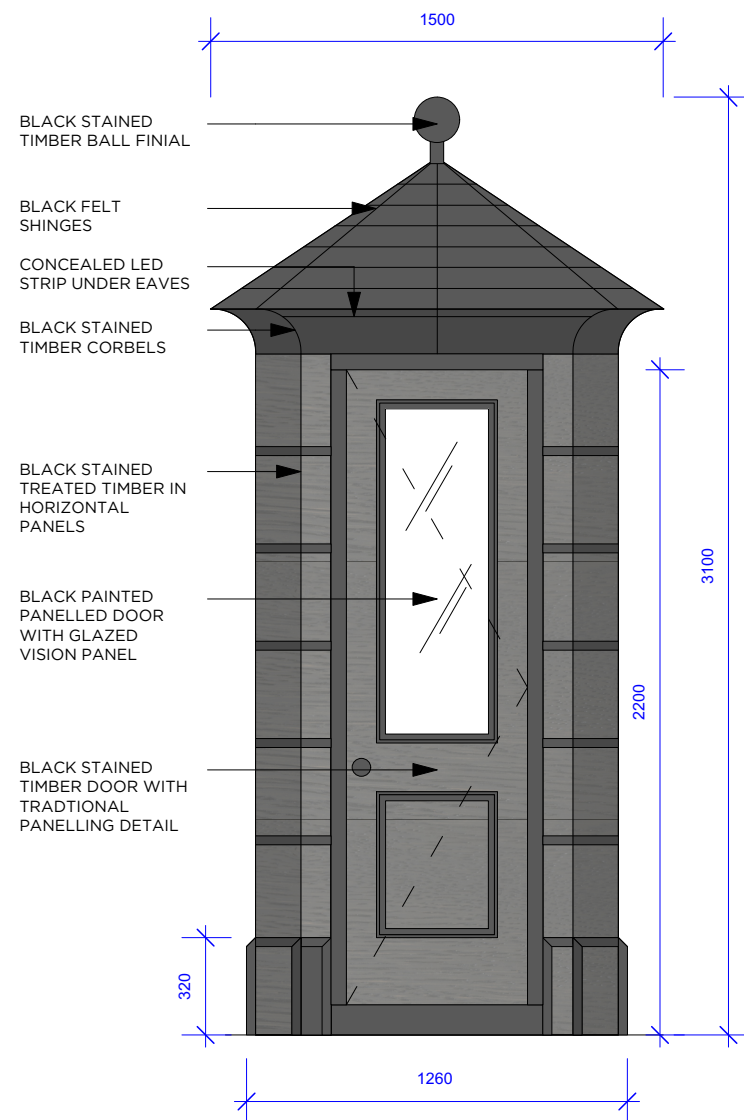 1500
BLACK STAINED
TIMBER BALL FINIAL
BLACK FELT
SHINGES
CONCEALED LED
STRIP UNDER EAVES
BLACK STAINED
TIMBER CORBELS
BLACK STAINED
TREATED TIMBER IN
HORIZONTAL
PANELS
3100
BLACK PAINTED
PANELLED DOOR
WITH GLAZED
VISION PANEL
2200
BLACK STAINED
TIMBER DOOR WITH
TRADTIONAL
PANELLING DETAIL
320
1260